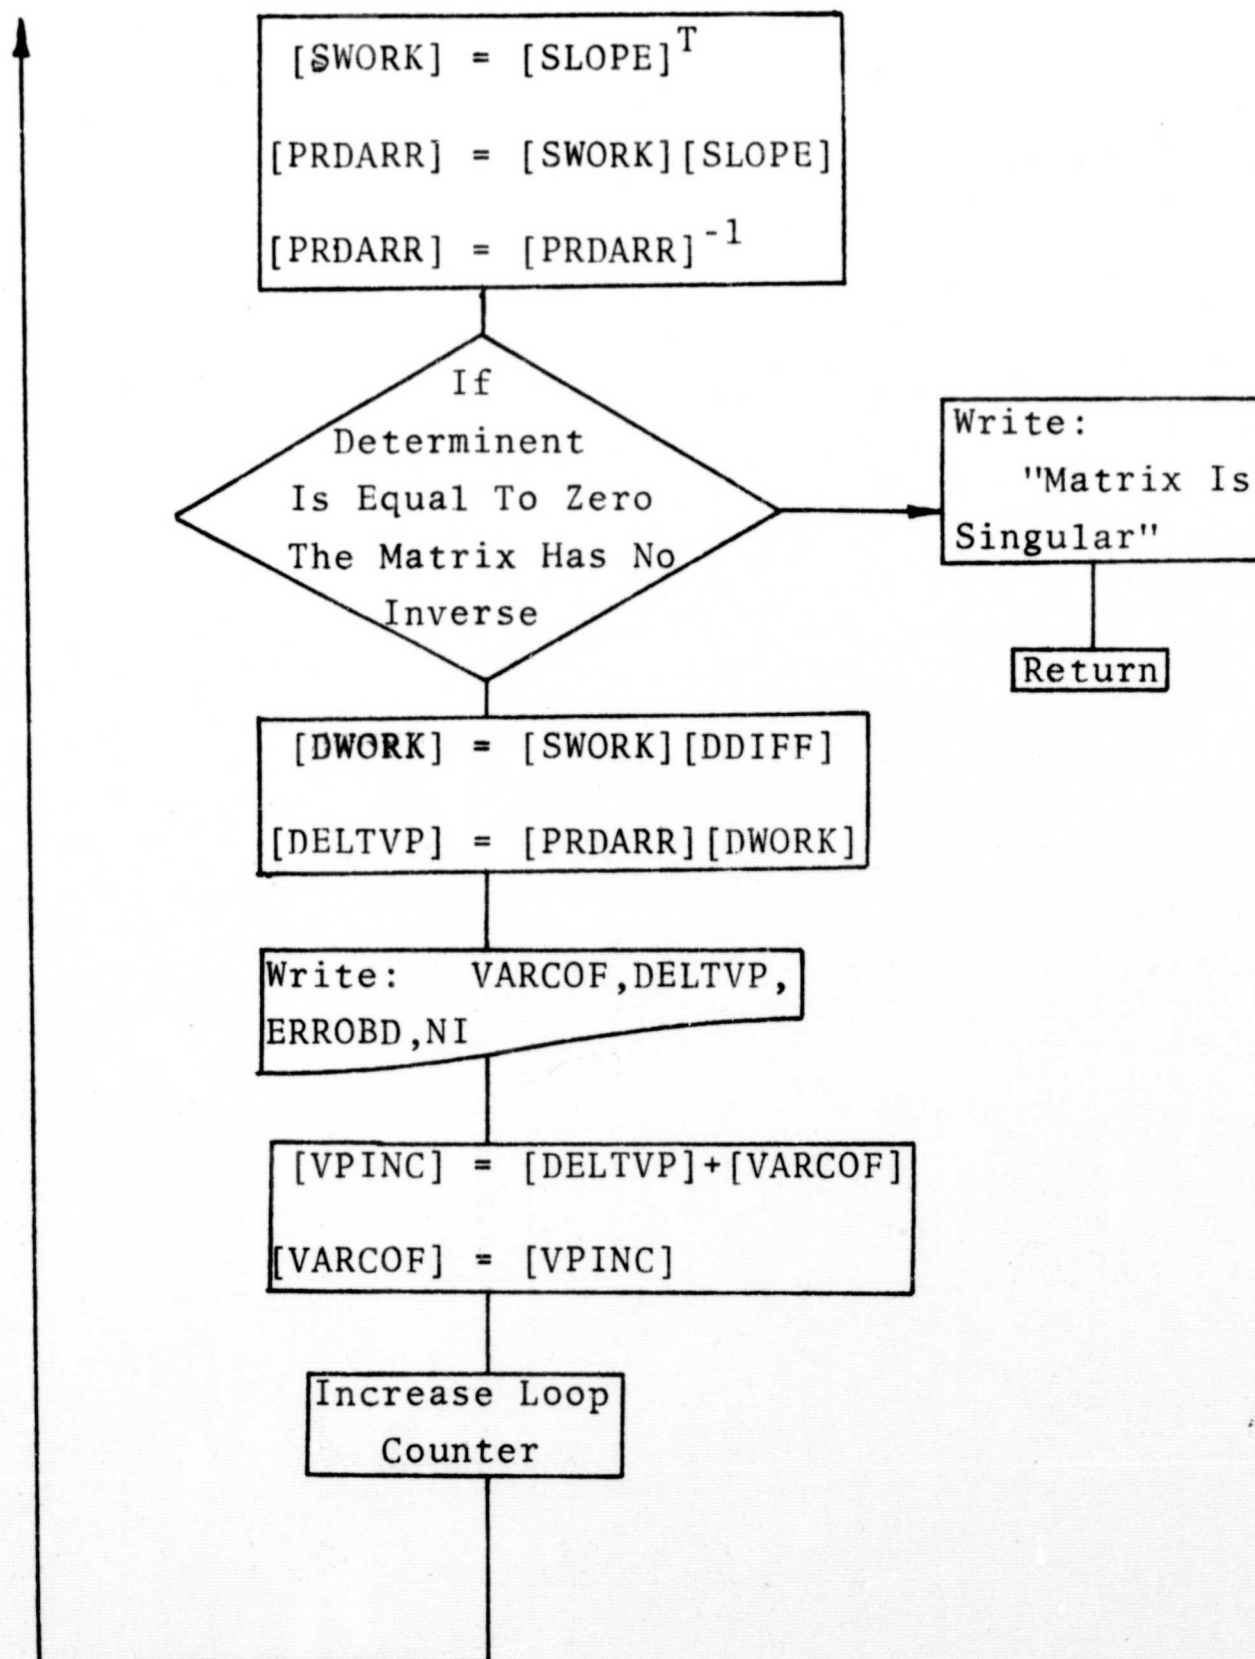 [SWORK] = [SLOPE]^T
[PRDARR] = [SWORK][SLOPE]
[PRDARR] = [PRDARR]^-1
If
Determinent
Is Equal To Zero
The Matrix Has No
Inverse
Write:
"Matrix Is
Singular"
Return
[DWORK] = [SWORK][DDIFF]
[DELTVP] = [PRDARR][DWORK]
Write: VARCOF,DELTVP,
ERROBD,NI
[VPINC] = [DELTVP]+[VARCOF]
[VARCOF] = [VPINC]
Increase Loop
Counter